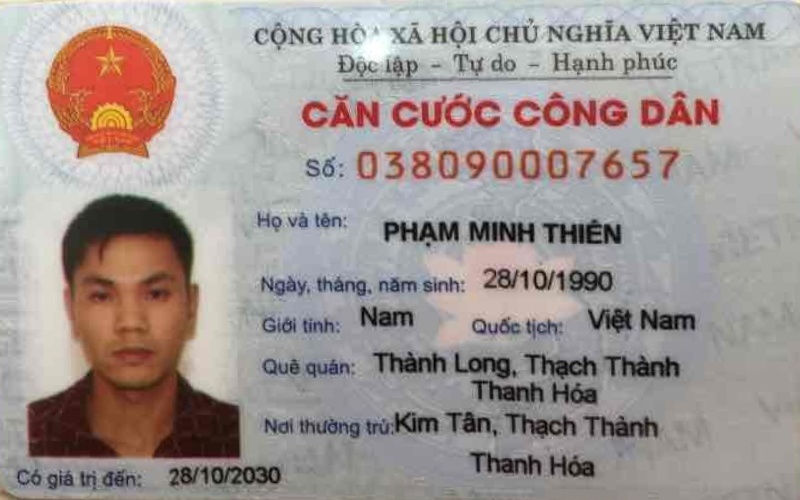 CỘNG HÒA XÃ HỘI CHỦ NGHĨA VIỆT NAM
Độc lập - Tự do - Hạnh phúc
CĂN CƯỚC CÔNG DÂN
Số: 038090007657
Họ và tên: PHẠM MINH THIÊN
Ngày, tháng, năm sinh: 28/10/1990
Giới tính: Nam Quốc tịch: Việt Nam
Quê quán: Thành Long, Thạch Thành
Thanh Hóa
Nơi thường trú: Kim Tân, Thạch Thành
Thanh Hóa
Có giá trị đến: 28/10/2030